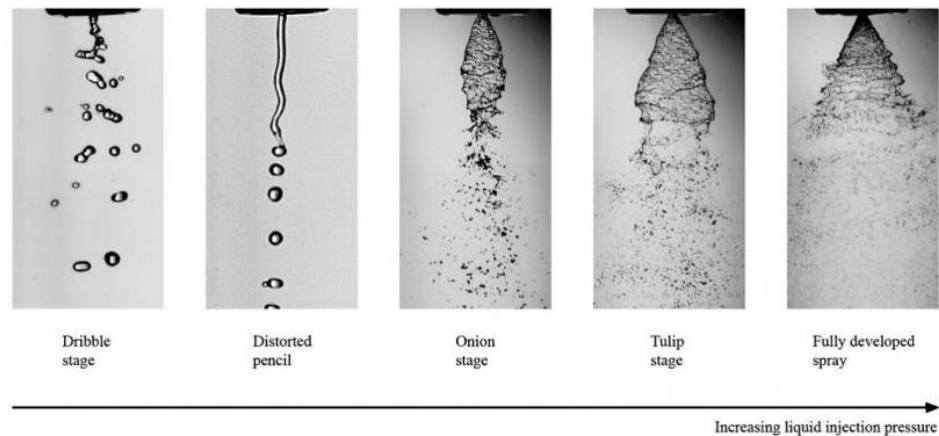 Dribble
stage
Distorted
pencil
Onion
stage
Tulip
stage
Fully developed
spray
Increasing liquid injection pressure